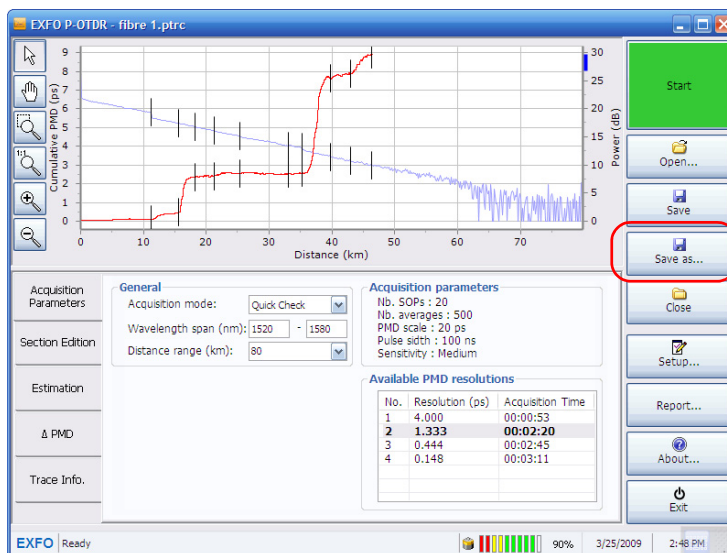 EXFO P-OTDR - fibre 1.ptrc
9
8
7
6
5
4
3
2
1
0
Cumulative PMD (ps)
30
25
20
15
10
5
0
Power (dB)
0 10 20 30 40 50 60 70
Distance (km)
1:1
Start
Open...
Save
Save as...
Close
Setup...
Report...
About...
Exit
Acquisition Parameters
Section Edition
Estimation
Δ PMD
Trace Info.
General
Acquisition mode: Quick Check
Wavelength span (nm): 1520 - 1580
Distance range (km): 80
Acquisition parameters
Nb. SOPs : 20
Nb. averages : 500
PMD scale : 20 ps
Pulse sidth : 100 ns
Sensitivity : Medium
Available PMD resolutions
No. Resolution (ps) Acquisition Time
1 4.000 00:00:53
2 1.333 00:02:20
3 0.444 00:02:45
4 0.148 00:03:11
EXFO Ready 90% 3/25/2009 2:48 PM